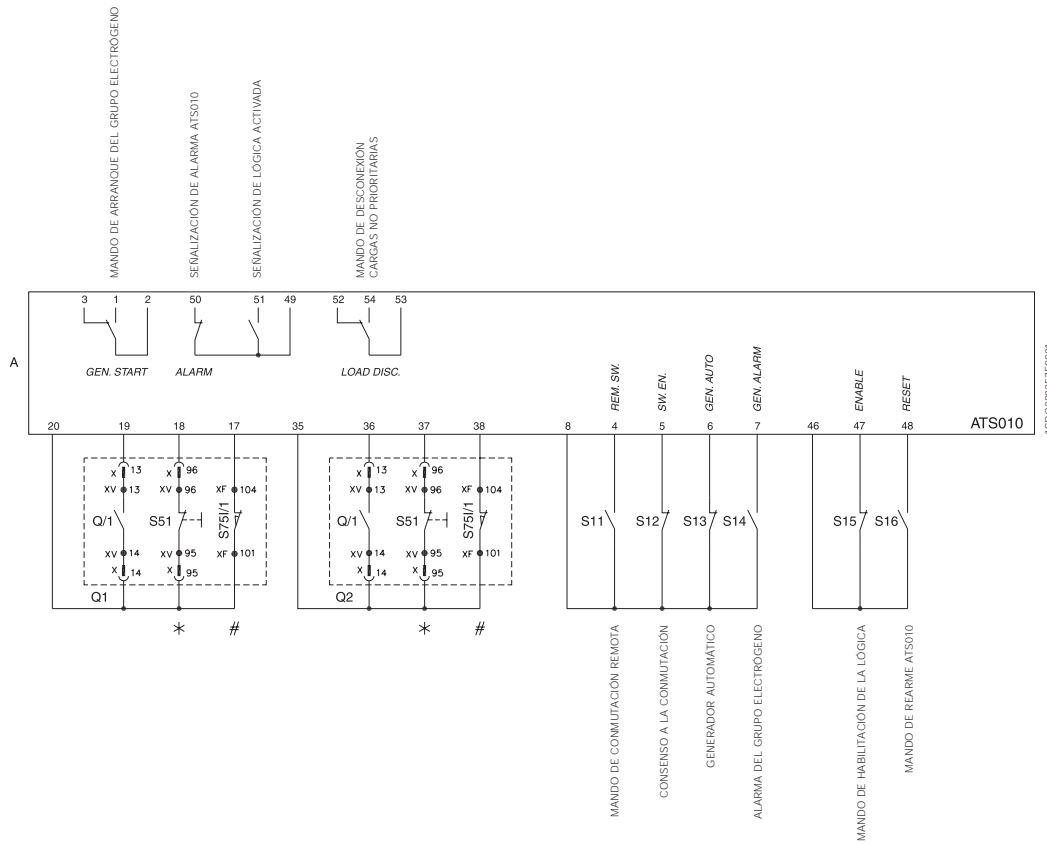 MANDO DE ARRANQUE DEL GRUPO ELECTRÓGENO
SEÑALIZACIÓN DE ALARMA ATS010
SEÑALIZACIÓN DE LÓGICA ACTIVADA
MANDO DE DESCONEXIÓN
CARGAS NO PRIORITARIAS
3 1 2 50 51 49 52 54 53
A
GEN. START ALARM LOAD DISC.
REM. SW.
SW. EN.
GEN. AUTO
GEN. ALARM
ENABLE
RESET
ATS010
20 19 18 17 35 36 37 38 8 4 5 6 7 46 47 48
X 13 X 96 X 13 X 96
XV 13 XV 96 XF 104 XV 13 XV 96 XF 104
Q/1 S51 S75I/1 Q/1 S51 S75I/1 S11 S12 S13 S14 S15 S16
XV 14 XV 95 XF 101 XV 14 XV 95 XF 101
X 14 X 95 X 14 X 95
Q1 Q2
* # * #
MANDO DE CONMUTACIÓN REMOTA
CONSENSO A LA CONMUTACIÓN
GENERADOR AUTOMÁTICO
ALARMA DEL GRUPO ELECTRÓGENO
MANDO DE HABILITACIÓN DE LA LÓGICA
MANDO DE REARME ATS010